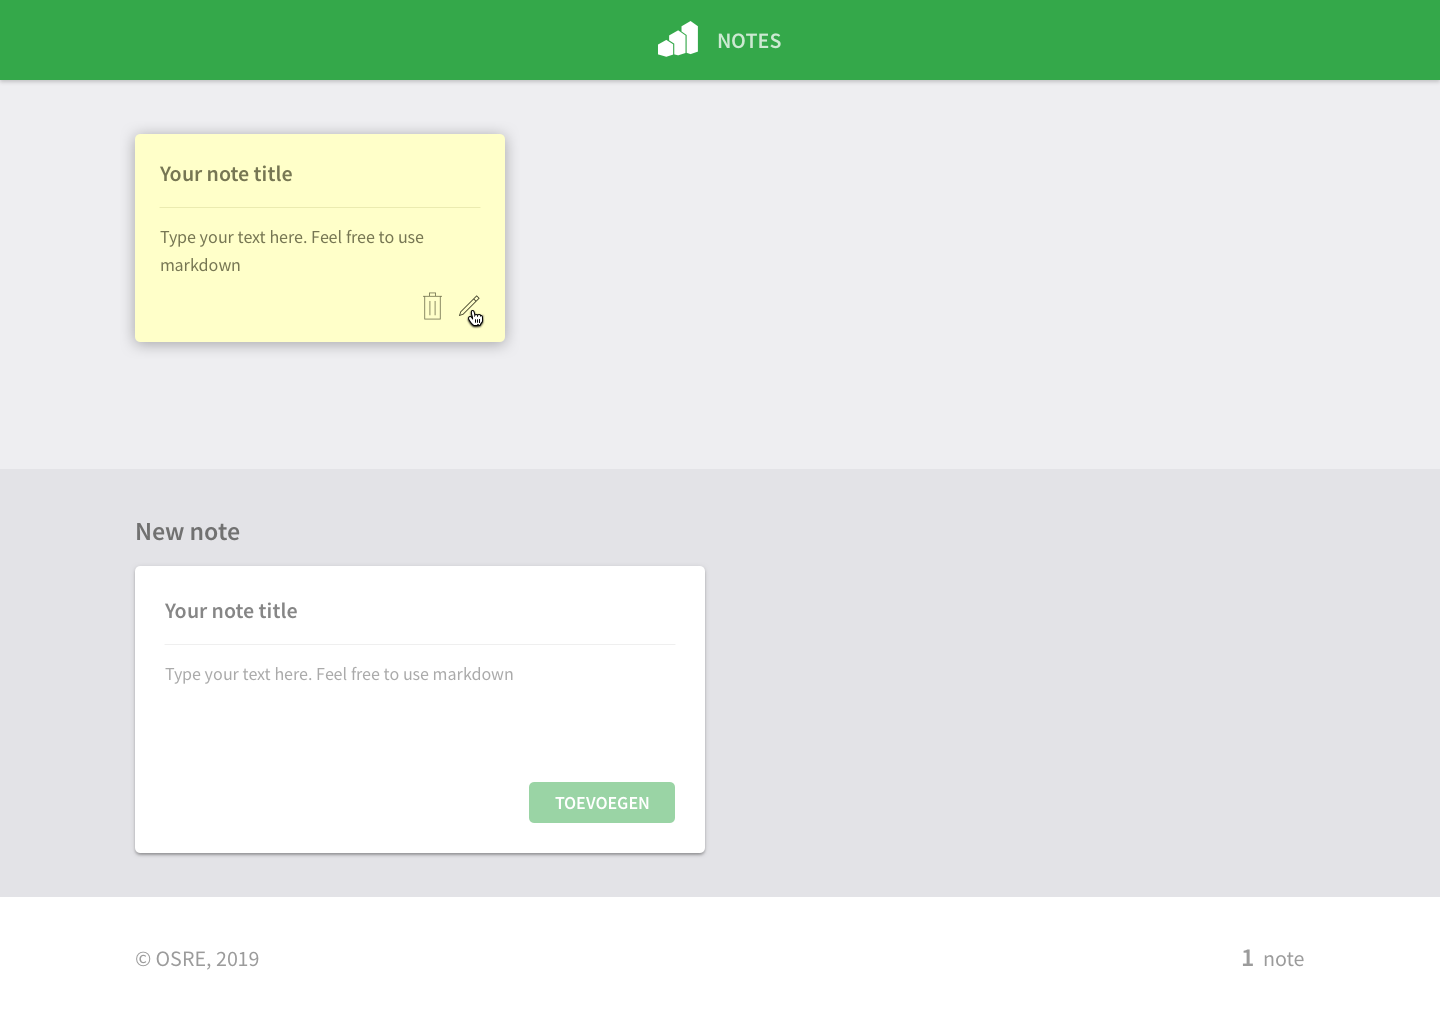 NOTES
Your note title
Type your text here. Feel free to use
markdown
New note
Your note title
Type your text here. Feel free to use markdown
TOEVOEGEN
© OSRE, 2019
1 note